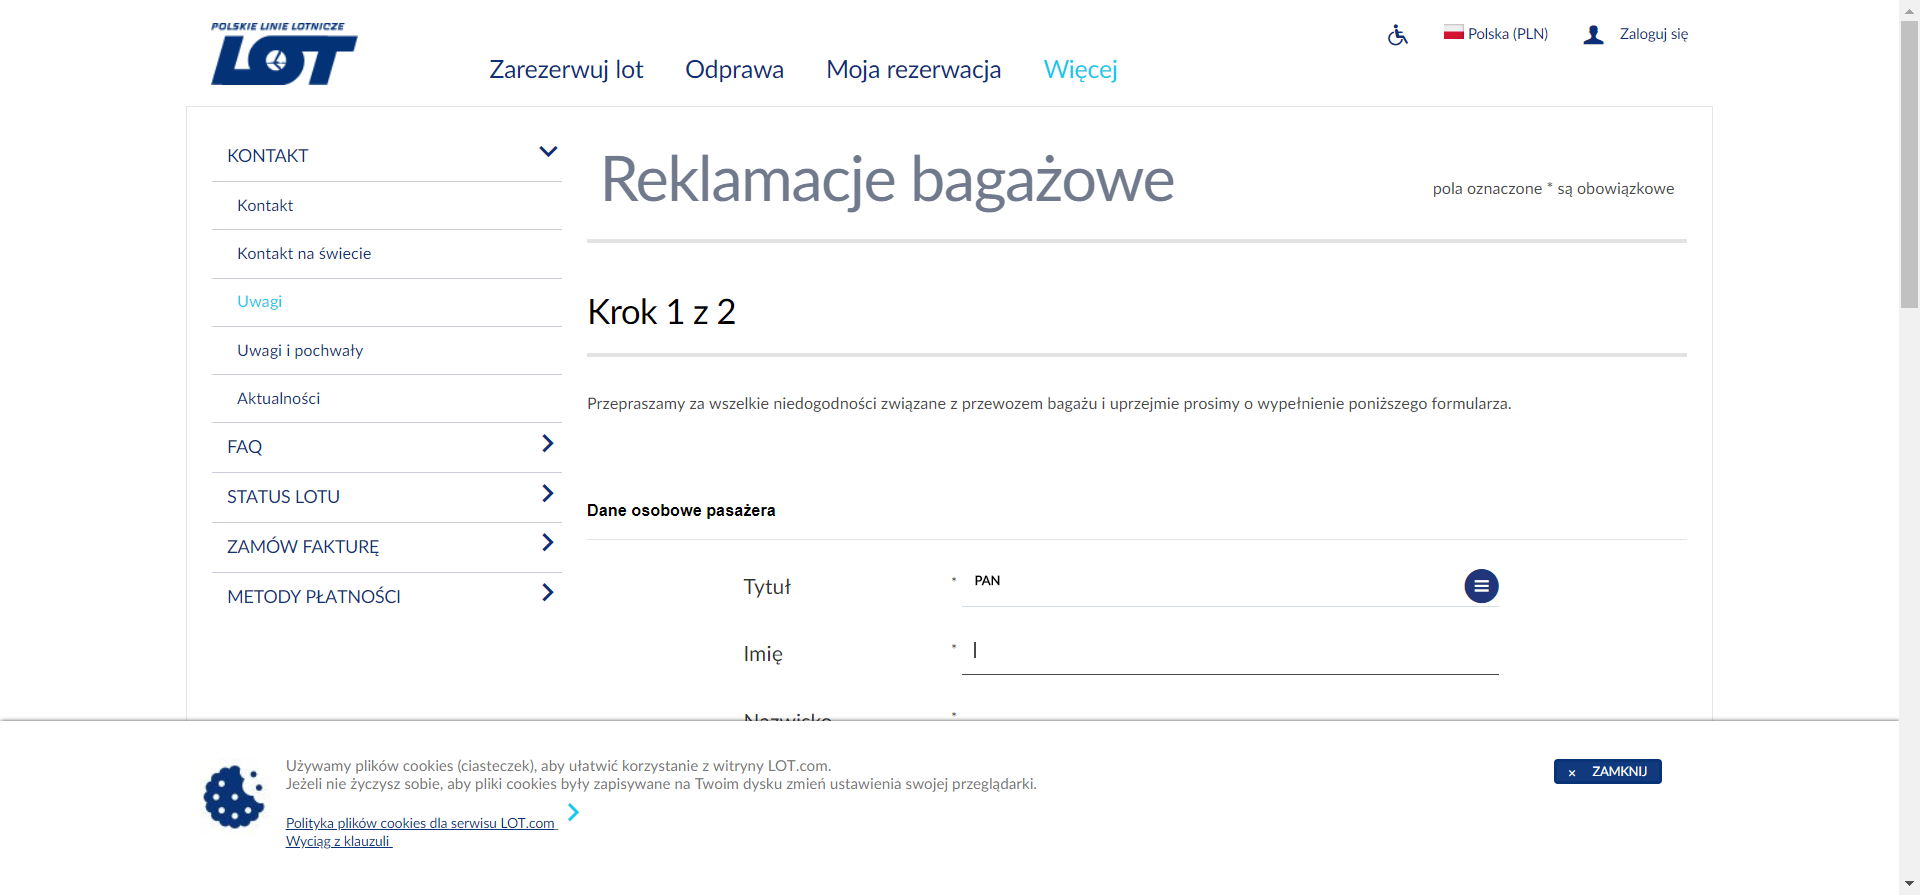 POLSKIE LINIE LOTNICZE
LOT
Zarezerwuj lot
Odprawa
Moja rezerwacja
Więcej
Polska (PLN)
Zaloguj się
KONTAKT
Kontakt
Kontakt na świecie
Uwagi
Uwagi i pochwały
Aktualności
FAQ
STATUS LOTU
ZAMÓW FAKTURĘ
METODY PŁATNOŚCI
Reklamacje bagażowe
pola oznaczone * są obowiązkowe
Krok 1 z 2
Przepraszamy za wszelkie niedogodności związane z przewozem bagażu i uprzejmie prosimy o wypełnienie poniższego formularza.
Dane osobowe pasażera
Tytuł * PAN
Imię *
Nazwisko *
Używamy plików cookies (ciasteczek), aby ułatwić korzystanie z witryny LOT.com.
Jeżeli nie życzysz sobie, aby pliki cookies były zapisywane na Twoim dysku zmień ustawienia swojej przeglądarki.
Polityka plików cookies dla serwisu LOT.com
Wyciąg z klauzuli
× ZAMKNIJ